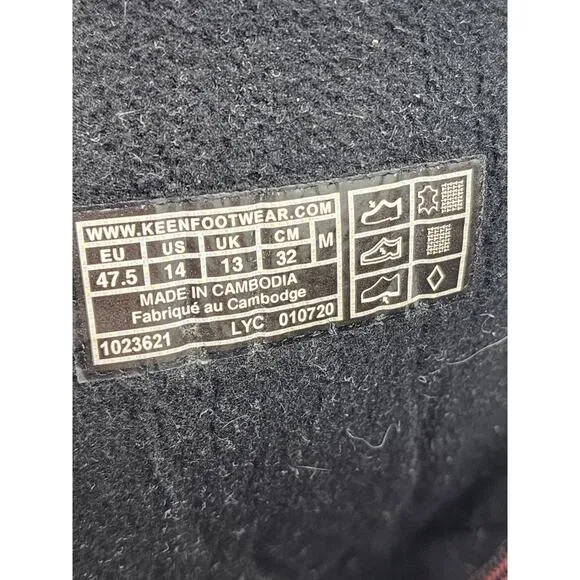 WWW.KEENFOOTWEAR.COM
EU US UK CM M
47.5 14 13 32
MADE IN CAMBODIA
Fabriqué au Cambodge
1023621 LYC 010720